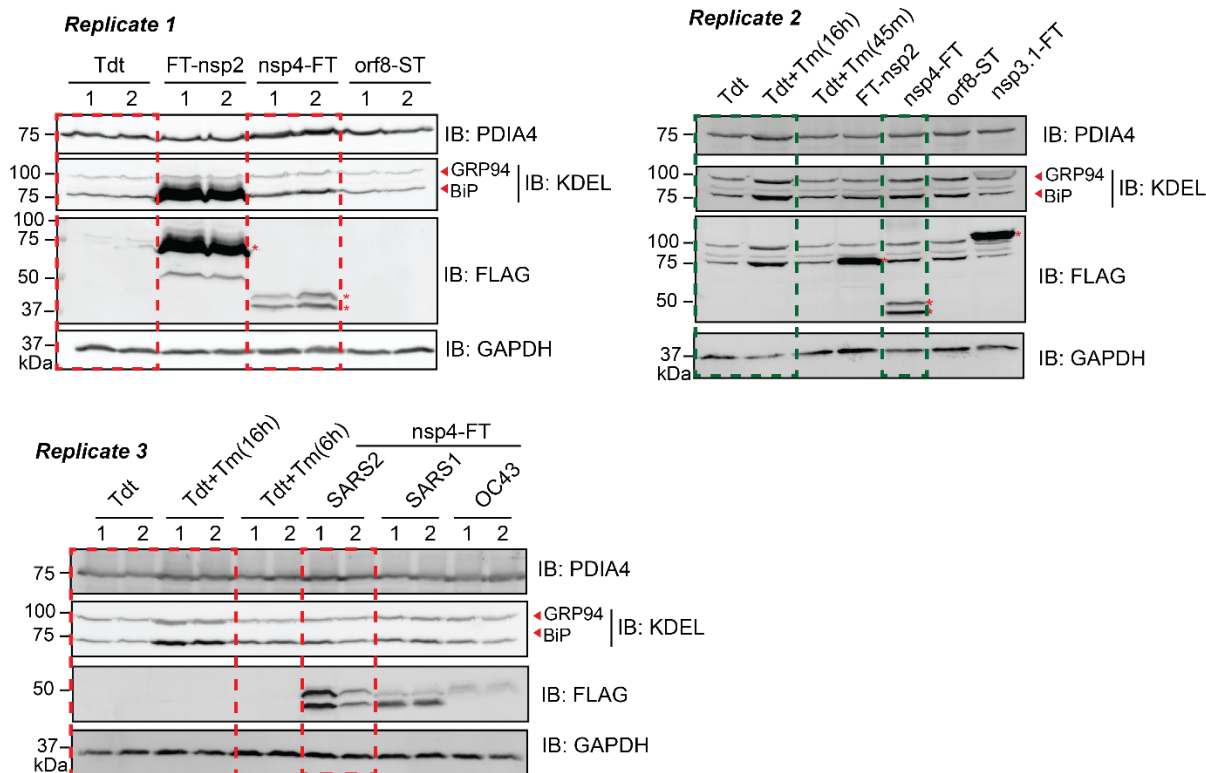 Replicate 1
Tdt FT-nsp2 nsp4-FT orf8-ST
1 2 1 2 1 2 1 2
75 IB: PDIA4
100 GRP94
75 BiP IB: KDEL
100
75 *
50 IB: FLAG
*
37 *
37 IB: GAPDH
kDa
Replicate 2
Tdt Tdt+Tm(16h) Tdt+Tm(45m) FT-nsp2 nsp4-FT orf8-ST nsp3.1-FT
75 IB: PDIA4
100 GRP94
75 BiP IB: KDEL
*
100
75 * IB: FLAG
50 *
*
37 IB: GAPDH
kDa
Replicate 3
nsp4-FT
Tdt Tdt+Tm(16h) Tdt+Tm(6h) SARS2 SARS1 OC43
1 2 1 2 1 2 1 2 1 2 1 2
75 IB: PDIA4
100 GRP94
75 BiP IB: KDEL
50 IB: FLAG
37 IB: GAPDH
kDa